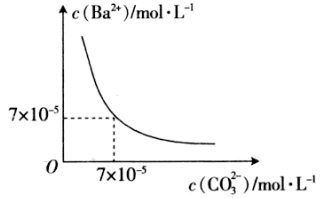 c(Ba²⁺)/mol·L⁻¹
7×10⁻⁵
O
7×10⁻⁵
c(CO₃²⁻)/mol·L⁻¹